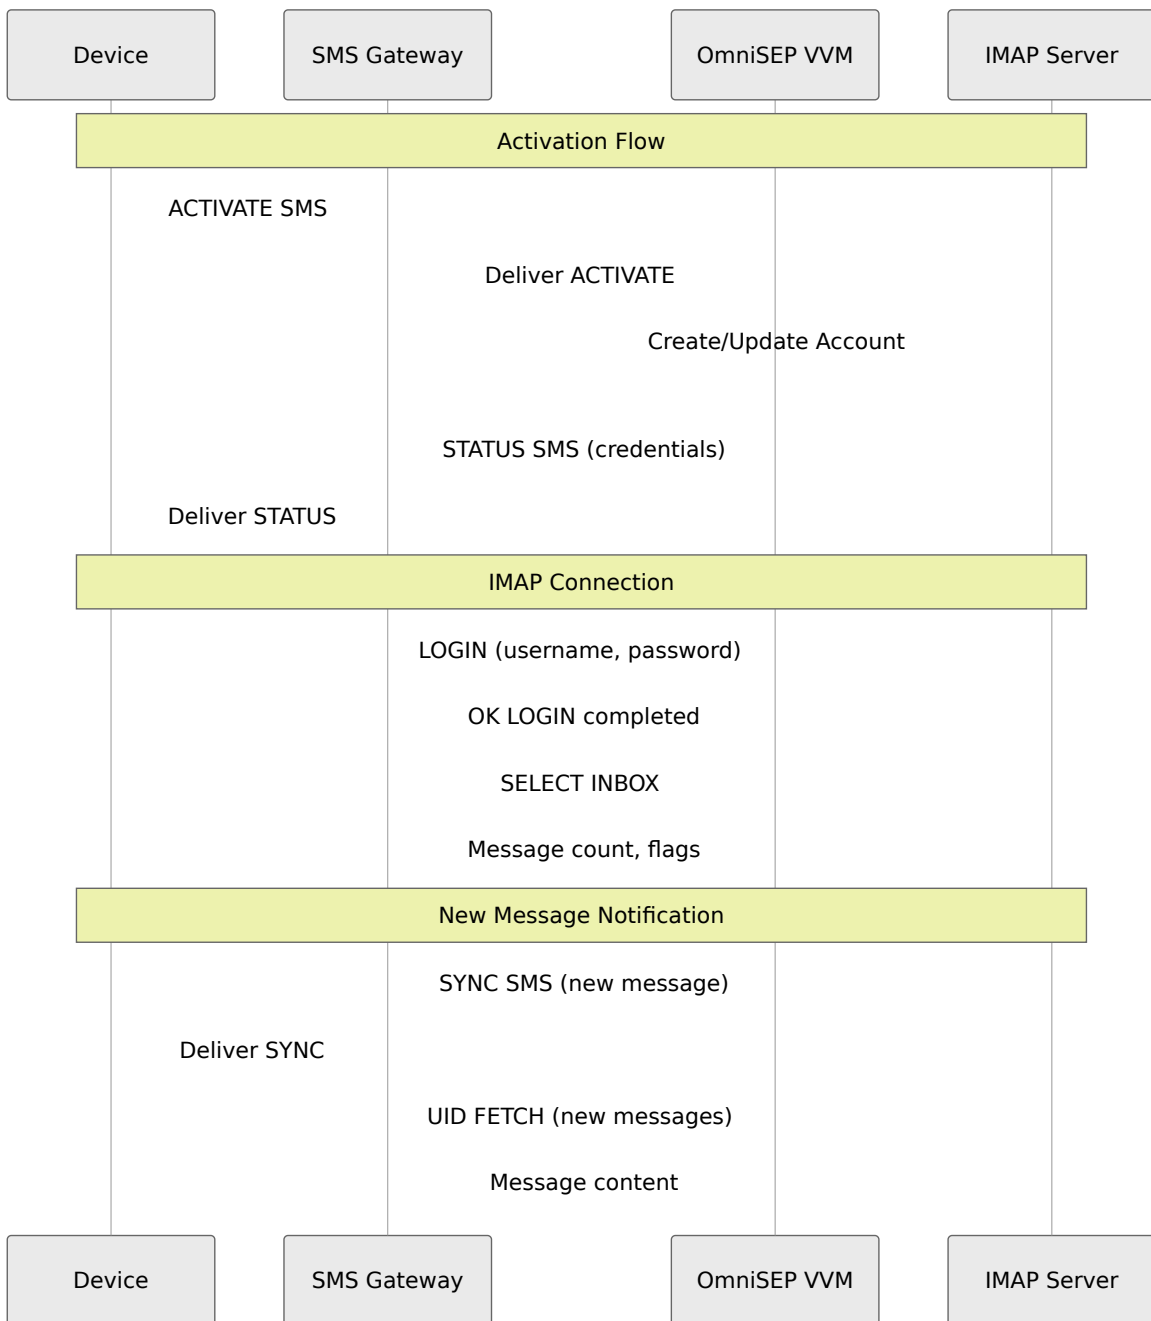 Device
SMS Gateway
OmniSEP VVM
IMAP Server
Activation Flow
ACTIVATE SMS
Deliver ACTIVATE
Create/Update Account
STATUS SMS (credentials)
Deliver STATUS
IMAP Connection
LOGIN (username, password)
OK LOGIN completed
SELECT INBOX
Message count, flags
New Message Notification
SYNC SMS (new message)
Deliver SYNC
UID FETCH (new messages)
Message content
Device
SMS Gateway
OmniSEP VVM
IMAP Server